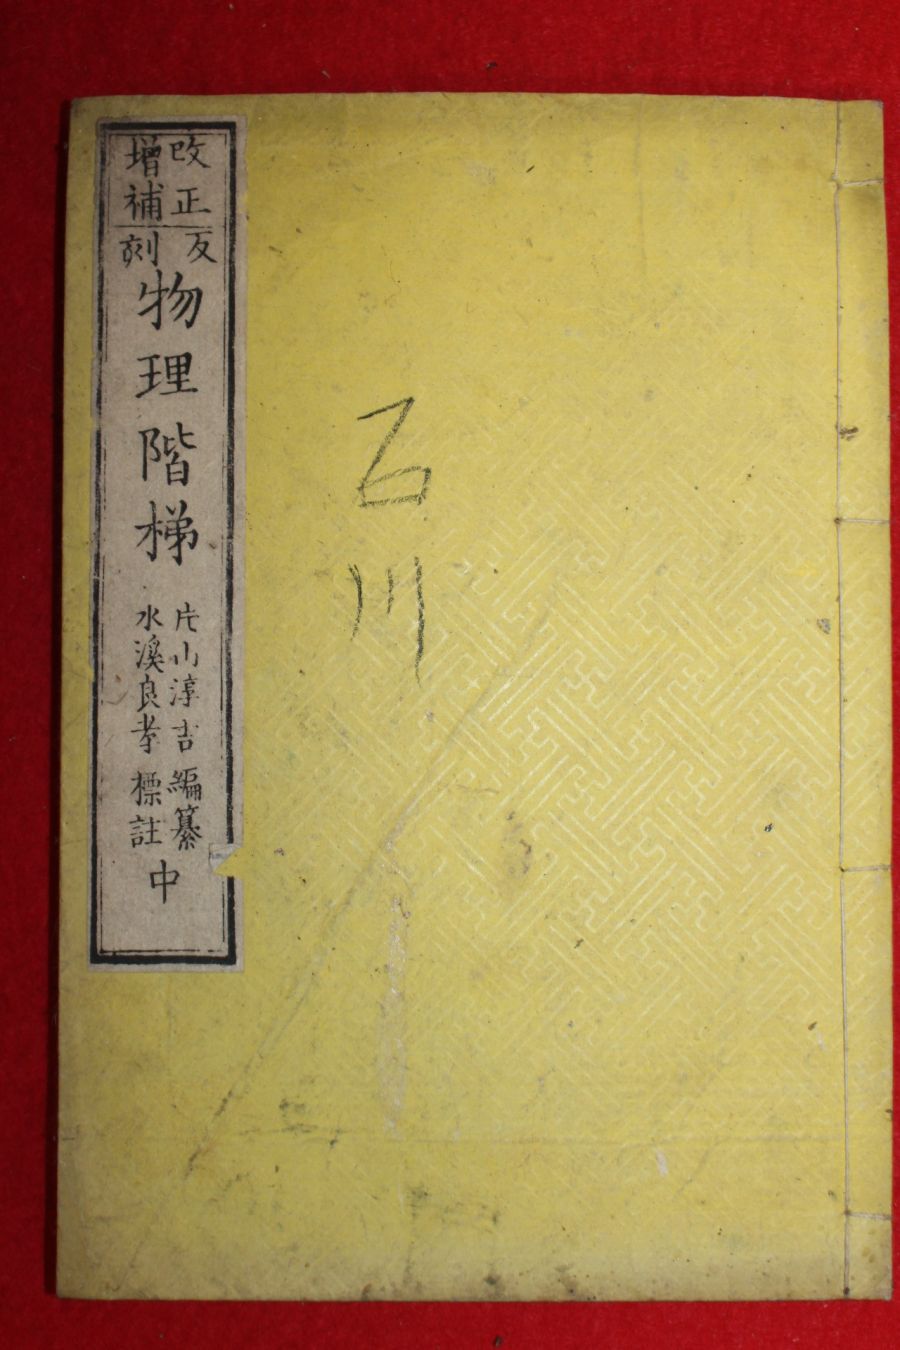 改正
増補
反刻
物理階梯
片山淳吉編纂
水溪良孝標註
中
石川